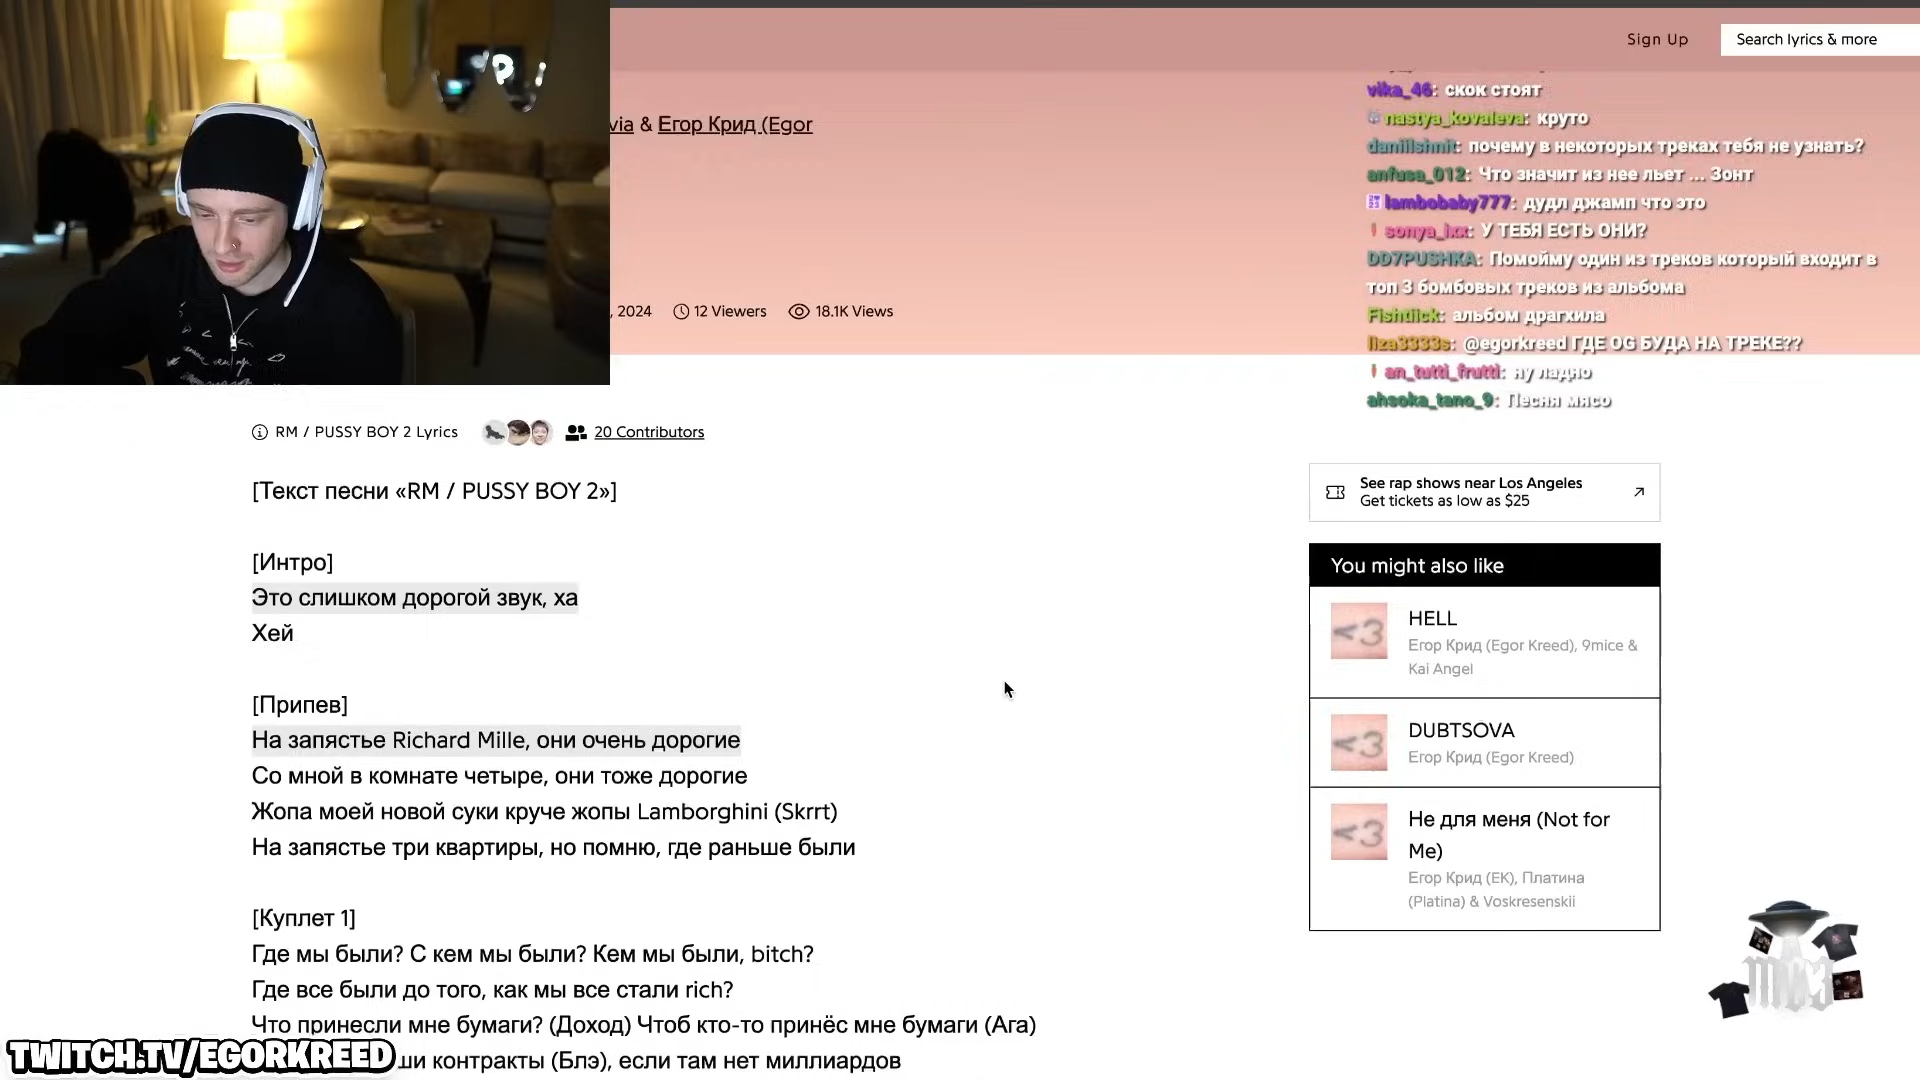 Sign Up
Search lyrics & more
via & Егор Крид (Egor
, 2024
12 Viewers
18.1K Views
vika_46: скок стоят
nastya_kovaleva: круто
daniilshnit: почему в некоторых треках тебя не узнать?
anfusa_012: Что значит из нее льет ... Зонт
lambobaby777: дудл джамп что это
sonya_ixx: У ТЕБЯ ЕСТЬ ОНИ?
DD7PUSHKA: Помойму один из треков который входит в
топ 3 бомбовых треков из альбома
Fishtiick: альбом драгхила
liza3333s: @egorkreed ГДЕ OG БУДА НА ТРЕКЕ??
an_tutti_frutti: ну ладно
ahsoka_tano_9: Песня мясо
RM / PUSSY BOY 2 Lyrics
20 Contributors
[Текст песни «RM / PUSSY BOY 2»]
[Интро]
Это слишком дорогой звук, ха
Хей
[Припев]
На запястье Richard Mille, они очень дорогие
Со мной в комнате четыре, они тоже дорогие
Жопа моей новой суки круче жопы Lamborghini (Skrrt)
На запястье три квартиры, но помню, где раньше были
[Куплет 1]
Где мы были? С кем мы были? Кем мы были, bitch?
Где все были до того, как мы все стали rich?
Что принесли мне бумаги? (Доход) Чтоб кто-то принёс мне бумаги (Ага)
ши контракты (Блэ), если там нет миллиардов
See rap shows near Los Angeles
Get tickets as low as $25
You might also like
<3
HELL
Егор Крид (Egor Kreed), 9mice &
Kai Angel
<3
DUBTSOVA
Егор Крид (Egor Kreed)
<3
Не для меня (Not for
Me)
Егор Крид (EK), Платина
(Platina) & Voskresenskii
TWITCH.TV/EGORKREED